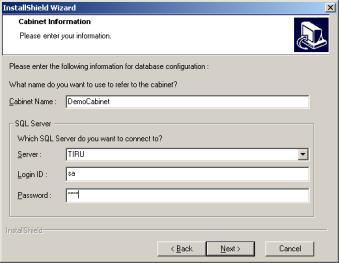 InstallShield Wizard
Cabinet Information
Please enter your information.
Please enter the following information for database configuration :
What name do you want to use to refer to the cabinet?
Cabinet Name : DemoCabinet
SQL Server
Which SQL Server do you want to connect to?
Server : TIRU
Login ID : sa
Password : ****
InstallShield
< Back Next > Cancel